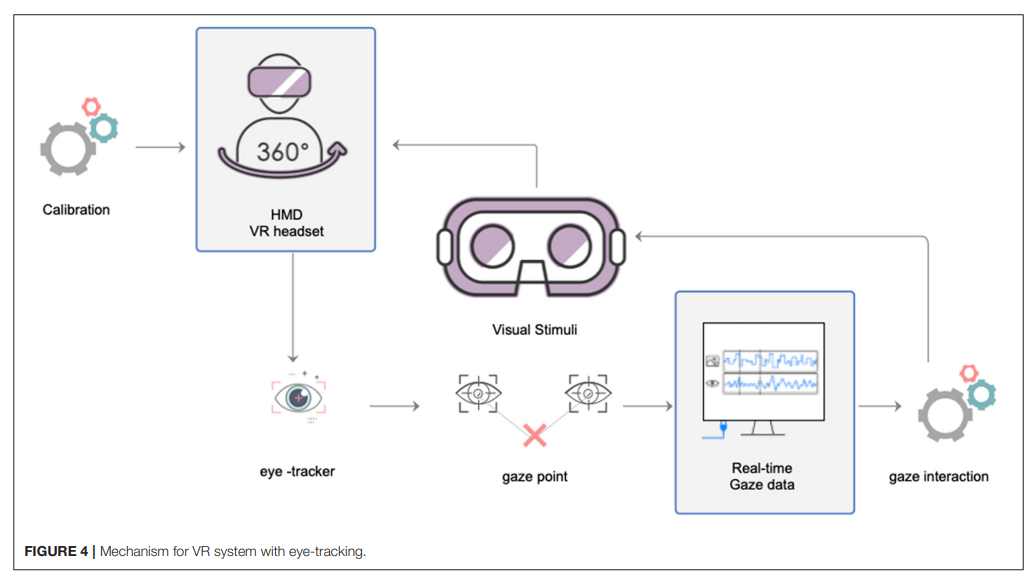 360°
Calibration
HMD
VR headset
Visual Stimuli
eye -tracker
gaze point
Real-time
Gaze data
gaze interaction
FIGURE 4 | Mechanism for VR system with eye-tracking.